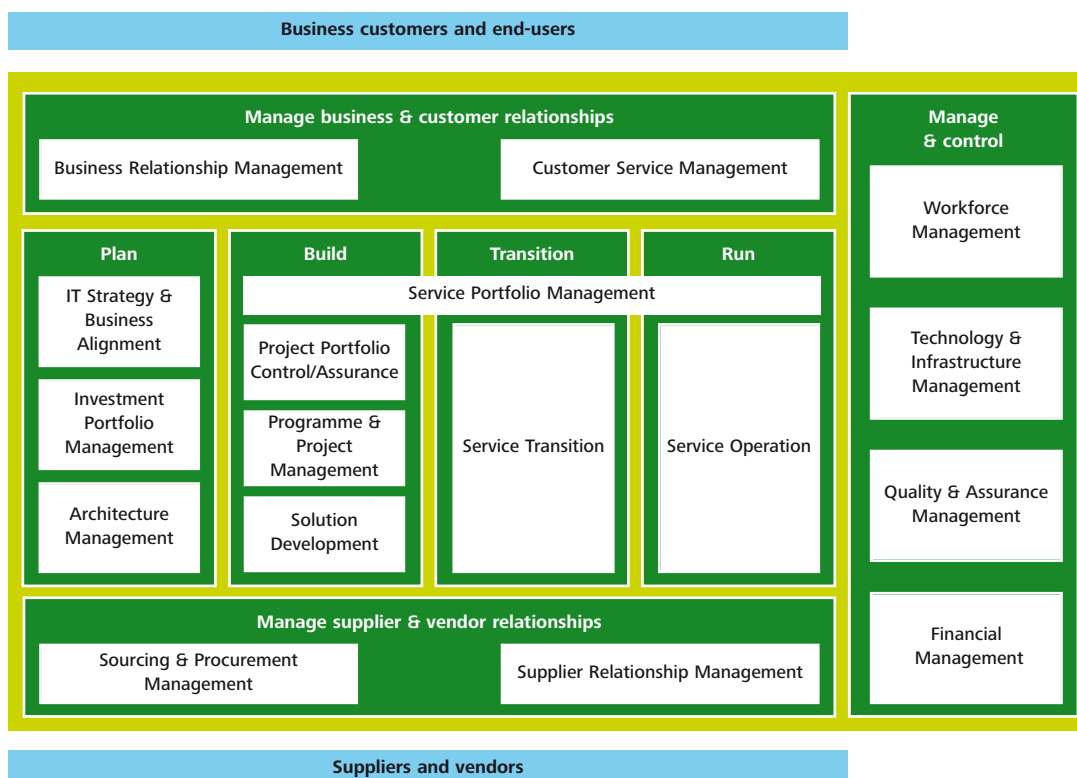 Business customers and end-users
Manage business & customer relationships
Business Relationship Management
Customer Service Management
Manage
& control
Workforce
Management
Technology &
Infrastructure
Management
Quality & Assurance
Management
Financial
Management
Plan
IT Strategy &
Business
Alignment
Investment
Portfolio
Management
Architecture
Management
Build
Transition
Run
Service Portfolio Management
Project Portfolio
Control/Assurance
Programme &
Project
Management
Solution
Development
Service Transition
Service Operation
Manage supplier & vendor relationships
Sourcing & Procurement
Management
Supplier Relationship Management
Suppliers and vendors